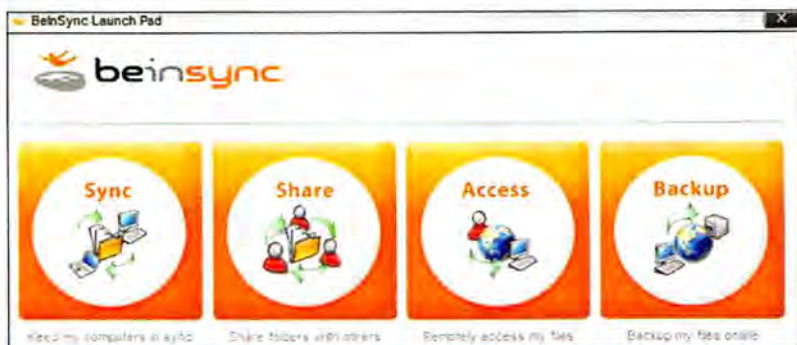 BeInSync Launch Pad
beinsync
Sync
Share
Access
Backup
Keep my computers in sync
Share folders with others
Remotely access my files
Backup my files online